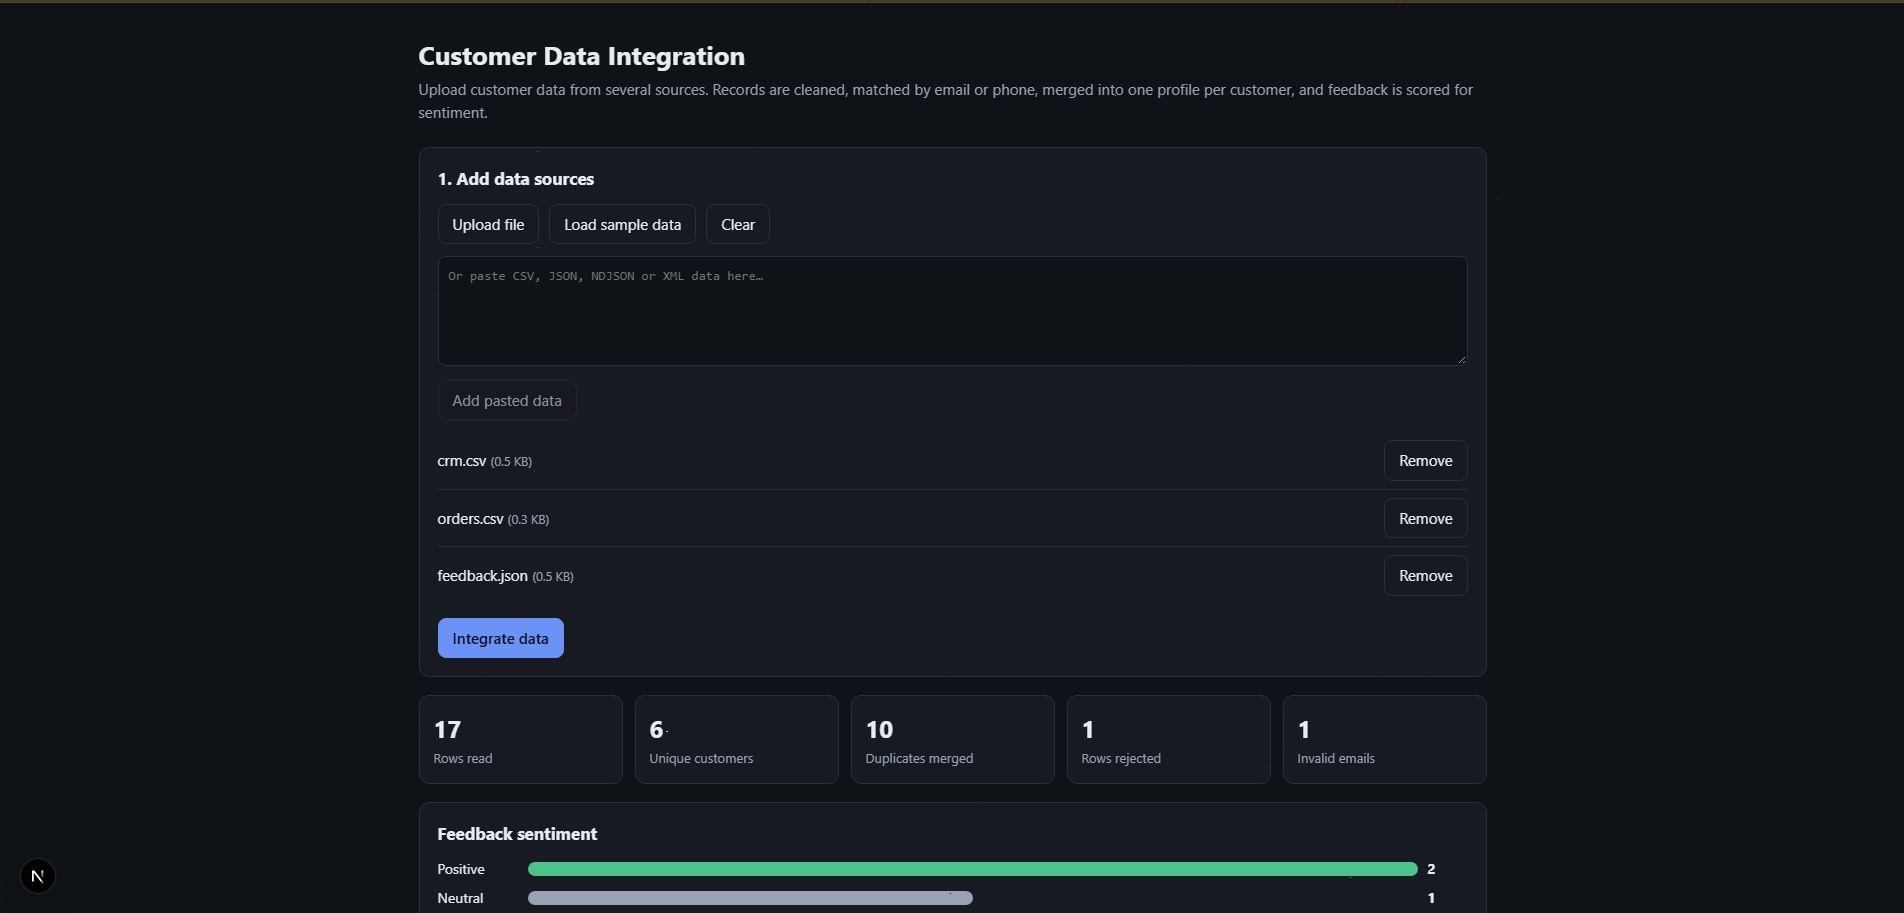 Customer Data Integration
Upload customer data from several sources. Records are cleaned, matched by email or phone, merged into one profile per customer, and feedback is scored for
sentiment.
1. Add data sources
Upload file
Load sample data
Clear
Or paste CSV, JSON, NDJSON or XML data here…
Add pasted data
crm.csv (0.5 KB)
Remove
orders.csv (0.3 KB)
Remove
feedback.json (0.5 KB)
Remove
Integrate data
17
Rows read
6
Unique customers
10
Duplicates merged
1
Rows rejected
1
Invalid emails
Feedback sentiment
Positive 2
Neutral 1
N